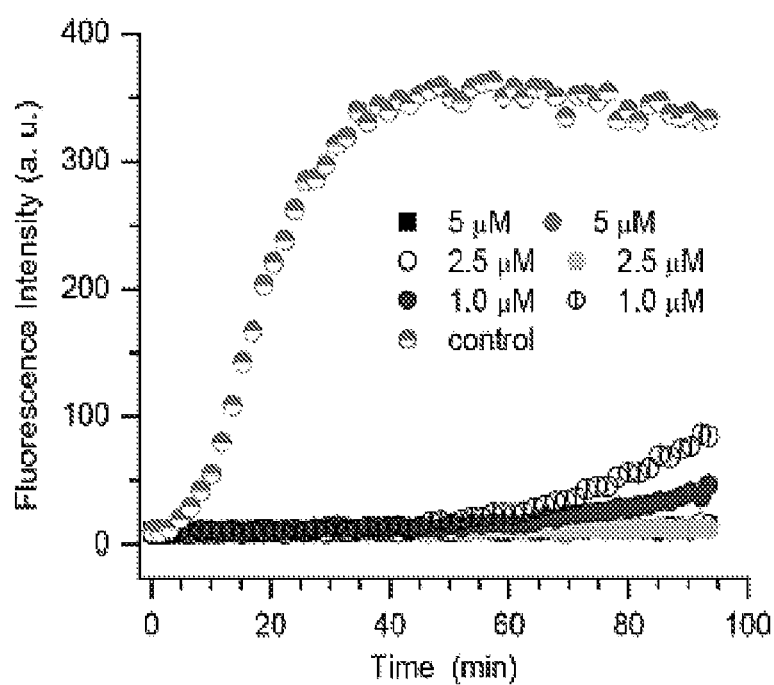 400
300
200
100
0
Fluorescence Intensity (a. u.)
5 μM 5 μM
2.5 μM 2.5 μM
1.0 μM 1.0 μM
control
0 20 40 60 80 100
Time (min)